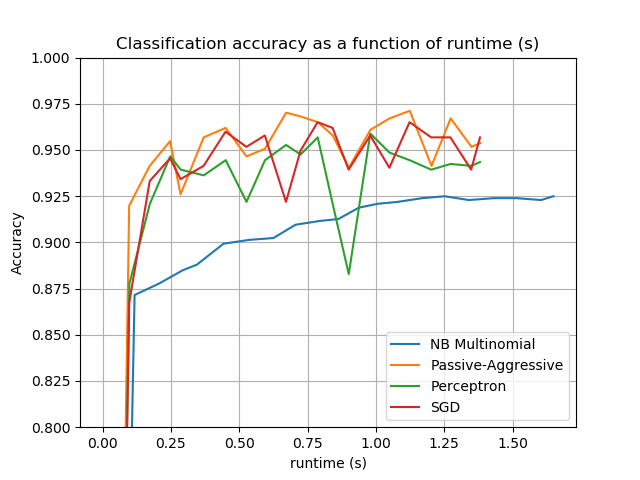 Classification accuracy as a function of runtime (s)
1.000
0.975
0.950
0.925
0.900
0.875
0.850
0.825
0.800
Accuracy
NB Multinomial
Passive-Aggressive
Perceptron
SGD
0.00 0.25 0.50 0.75 1.00 1.25 1.50
runtime (s)